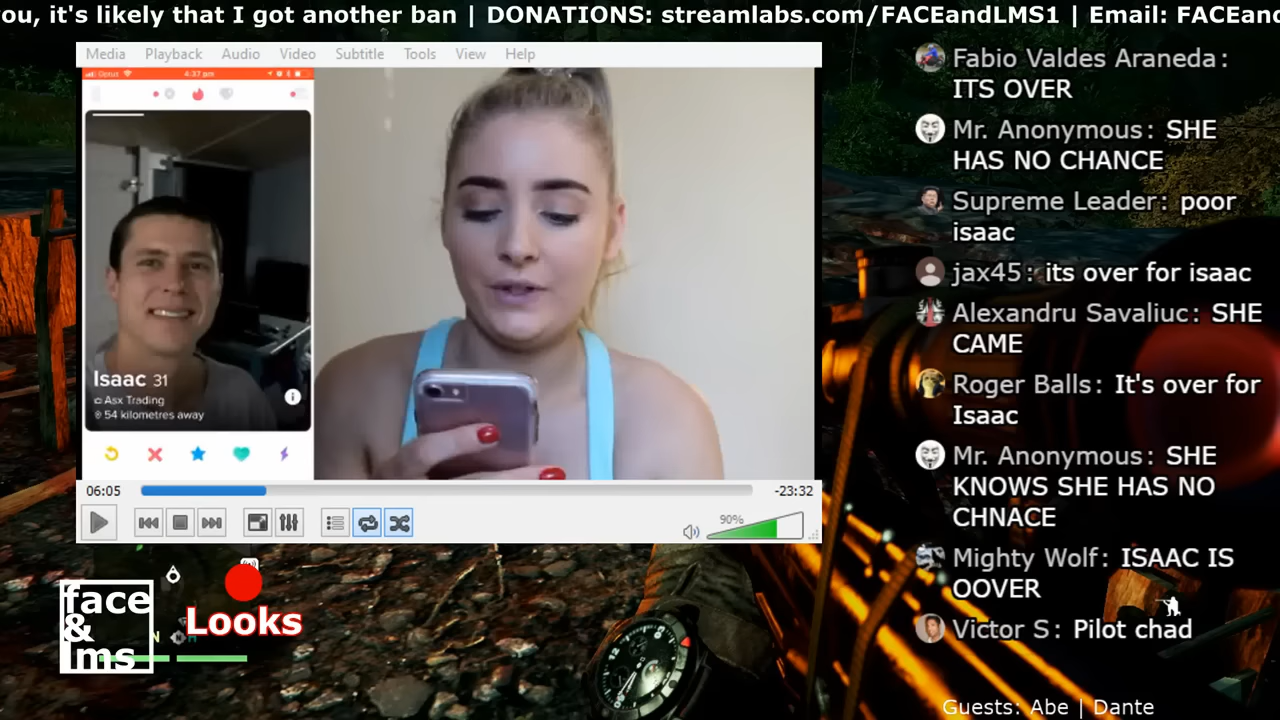 ou, it's likely that I got another ban | DONATIONS: streamlabs.com/FACEandLMS1 | Email: FACEand
Media Playback Audio Video Subtitle Tools View Help
4:37 pm
Isaac 31
Asx Trading
54 kilometres away
06:05
-23:32
90%
face
&
lms
Looks
Fabio Valdes Araneda:
ITS OVER
Mr. Anonymous: SHE
HAS NO CHANCE
Supreme Leader: poor
isaac
jax45: its over for isaac
Alexandru Savaliuc: SHE
CAME
Roger Balls: It's over for
Isaac
Mr. Anonymous: SHE
KNOWS SHE HAS NO
CHNACE
Mighty Wolf: ISAAC IS
OOVER
Victor S: Pilot chad
Guests: Abe | Dante